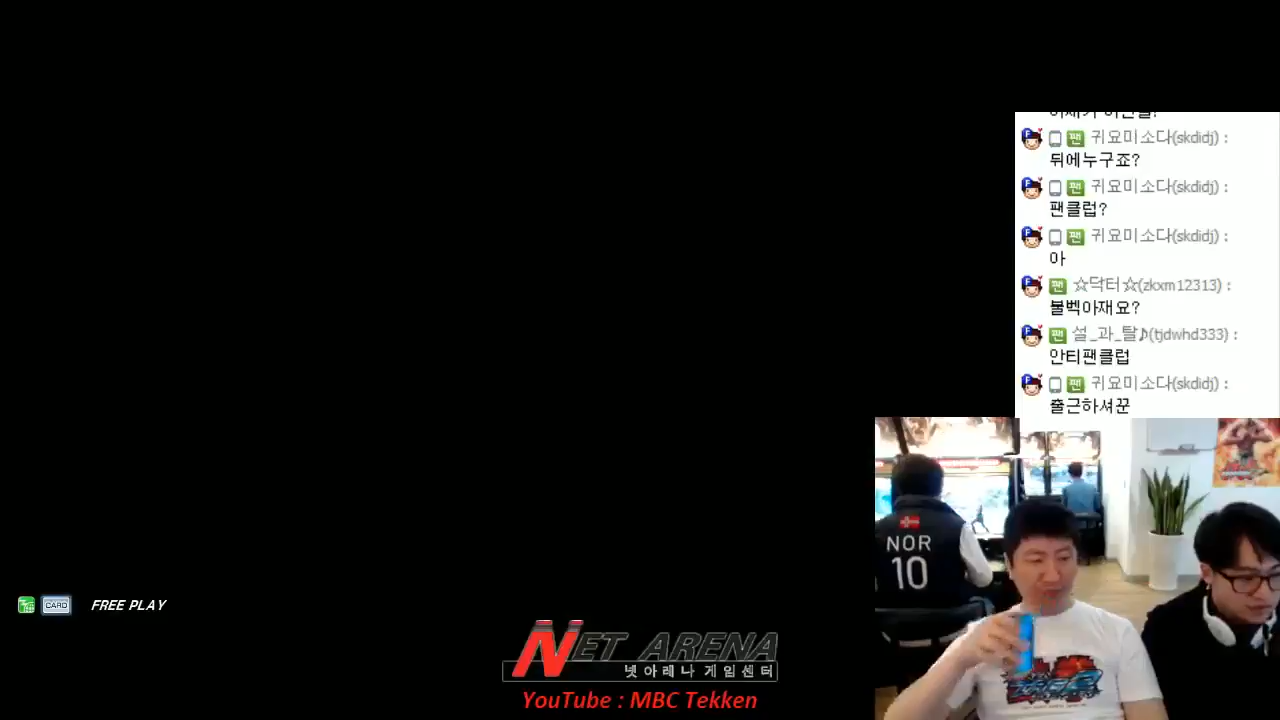 귀요미소다(skdidj) :
뒤에누구죠?
귀요미소다(skdidj) :
팬클럽?
귀요미소다(skdidj) :
아
☆닥터☆(zkxm12313) :
불벡아재요?
설_과_탈♪(tjdwhd333) :
안티팬클럽
귀요미소다(skdidj) :
출근하셔꾼
NOR
10
CARD FREE PLAY
NET ARENA
넷아레나 게임센터
YouTube : MBC Tekken